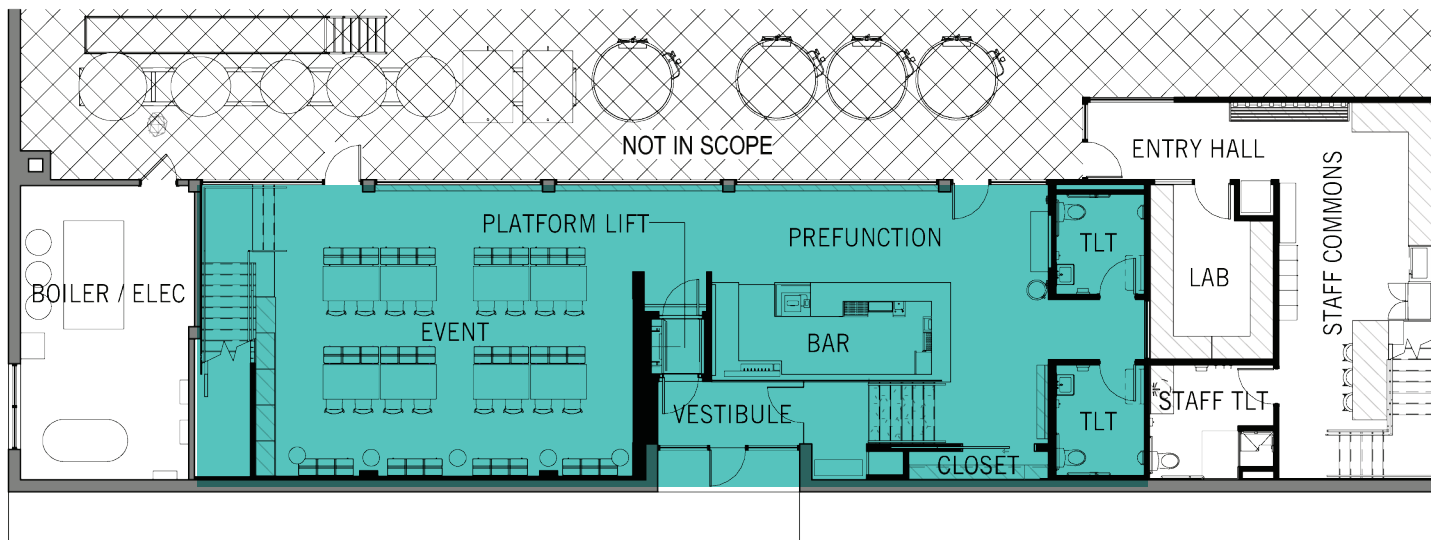 NOT IN SCOPE
ENTRY HALL
PLATFORM LIFT
PREFUNCTION
TLT
LAB
STAFF COMMONS
BOILER / ELEC
EVENT
BAR
VESTIBULE
TLT
STAFF TLT
CLOSET